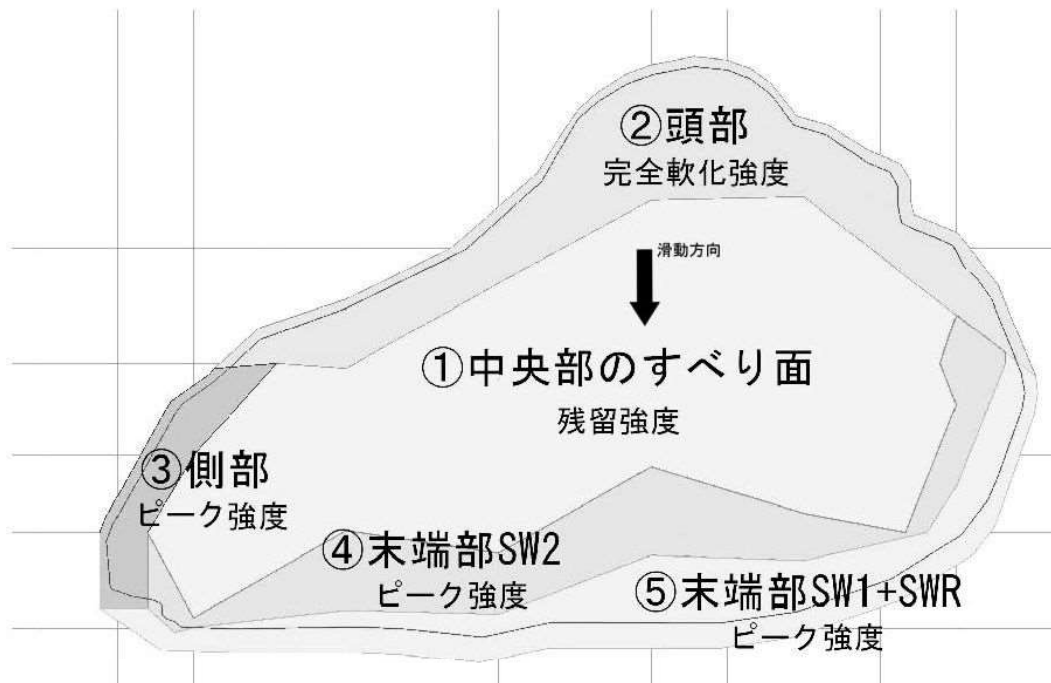 ②頭部
完全軟化強度
滑動方向
①中央部のすべり面
残留強度
③側部
ピーク強度
④末端部SW2
ピーク強度
⑤末端部SW1+SWR
ピーク強度